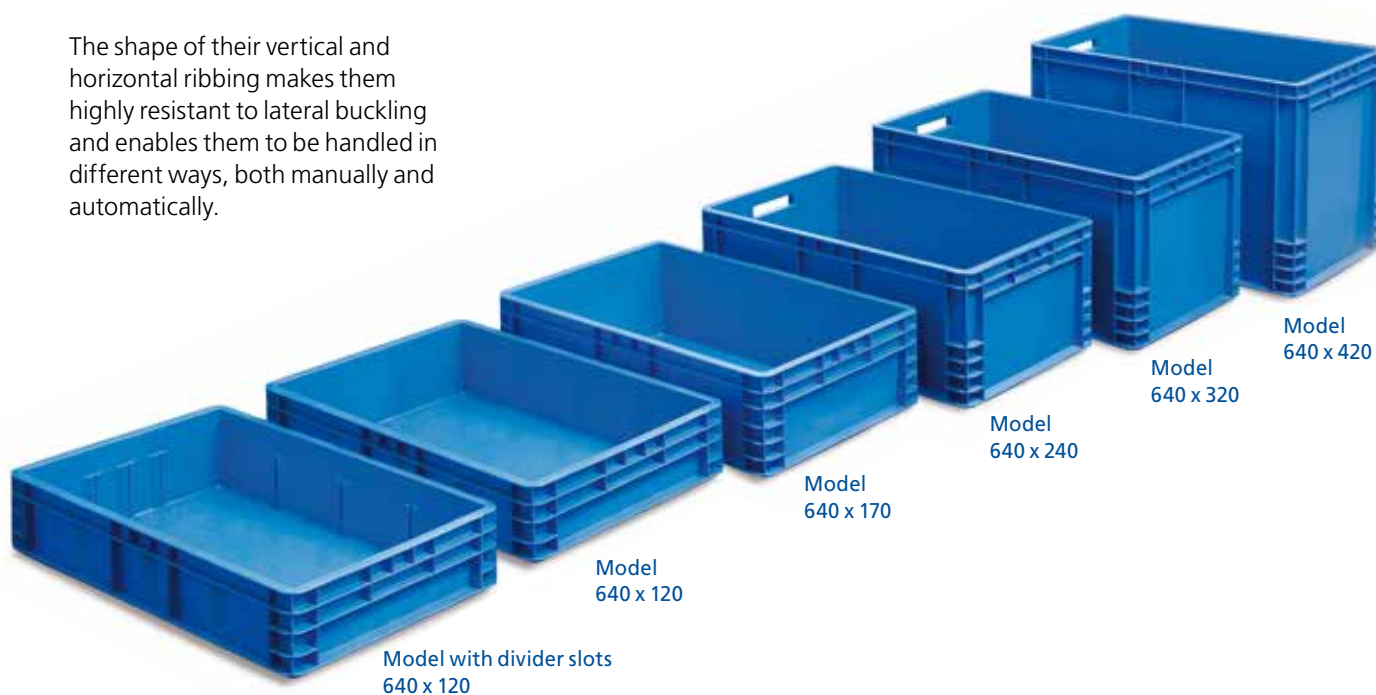 The shape of their vertical and
horizontal ribbing makes them
highly resistant to lateral buckling
and enables them to be handled in
different ways, both manually and
automatically.
Model
640 x 420
Model
640 x 320
Model
640 x 240
Model
640 x 170
Model
640 x 120
Model with divider slots
640 x 120